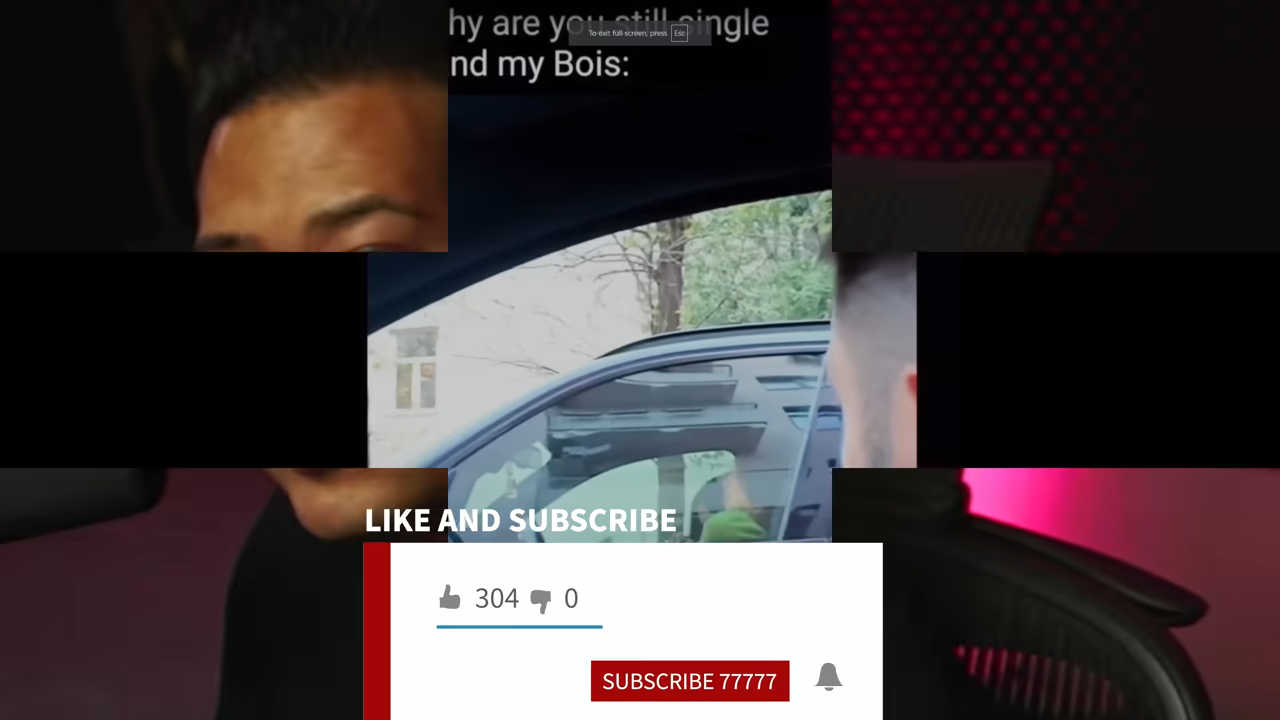 hy are you still single
To exit full screen, press Esc
nd my Bois:
LIKE AND SUBSCRIBE
304 0
SUBSCRIBE 77777